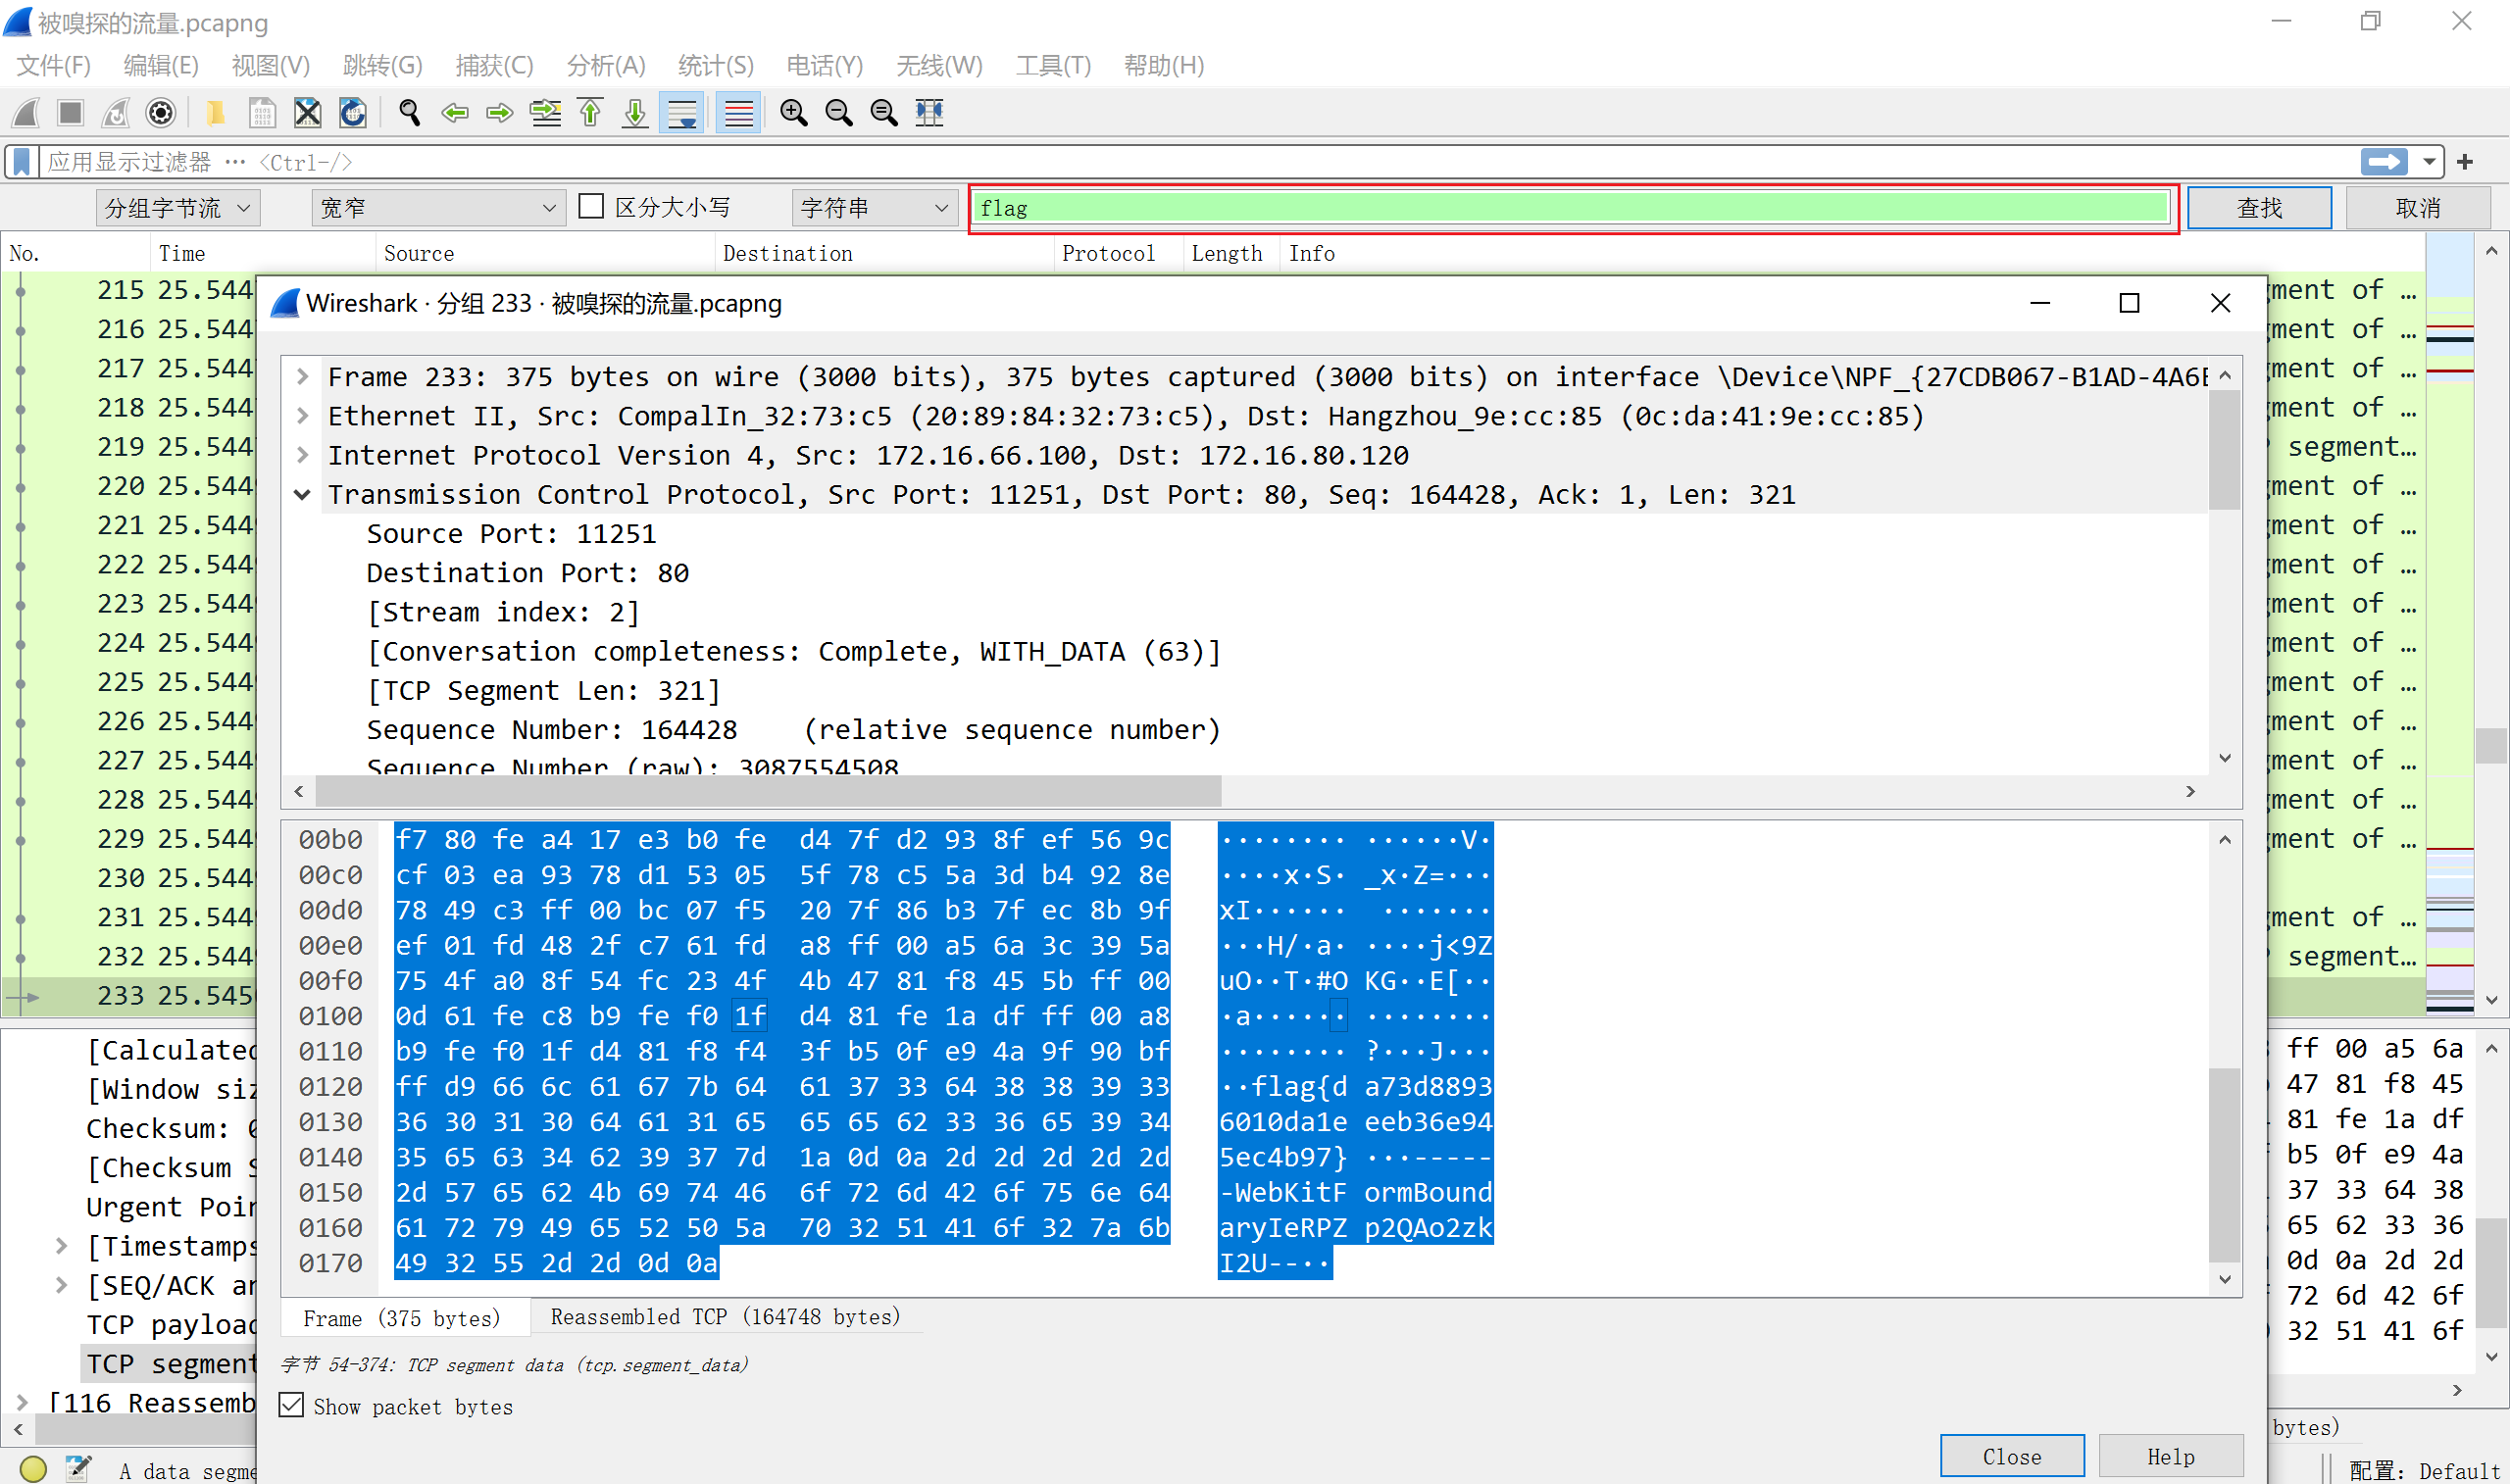 被嗅探的流量.pcapng
文件(F) 编辑(E) 视图(V) 跳转(G) 捕获(C) 分析(A) 统计(S) 电话(Y) 无线(W) 工具(T) 帮助(H)
应用显示过滤器 … <Ctrl-/>
分组字节流 宽窄 区分大小写 字符串 flag 查找 取消
No. Time Source Destination Protocol Length Info
215 25.544 gment of …
216 25.544 gment of …
217 25.544 gment of …
218 25.544 gment of …
219 25.544 segment…
220 25.544 gment of …
221 25.544 gment of …
222 25.544 gment of …
223 25.544 gment of …
224 25.544 gment of …
225 25.544 gment of …
226 25.544 gment of …
227 25.544 gment of …
228 25.544 gment of …
229 25.544 gment of …
230 25.544
231 25.544 gment of …
232 25.544 segment…
233 25.545
Wireshark · 分组 233 · 被嗅探的流量.pcapng
Frame 233: 375 bytes on wire (3000 bits), 375 bytes captured (3000 bits) on interface \Device\NPF_{27CDB067-B1AD-4A6E
Ethernet II, Src: CompalIn_32:73:c5 (20:89:84:32:73:c5), Dst: Hangzhou_9e:cc:85 (0c:da:41:9e:cc:85)
Internet Protocol Version 4, Src: 172.16.66.100, Dst: 172.16.80.120
Transmission Control Protocol, Src Port: 11251, Dst Port: 80, Seq: 164428, Ack: 1, Len: 321
Source Port: 11251
Destination Port: 80
[Stream index: 2]
[Conversation completeness: Complete, WITH_DATA (63)]
[TCP Segment Len: 321]
Sequence Number: 164428 (relative sequence number)
Sequence Number (raw): 3087554508
00b0 f7 80 fe a4 17 e3 b0 fe d4 7f d2 93 8f ef 56 9c ········ ······V·
00c0 cf 03 ea 93 78 d1 53 05 5f 78 c5 5a 3d b4 92 8e ····x·S· _x·Z=···
00d0 78 49 c3 ff 00 bc 07 f5 20 7f 86 b3 7f ec 8b 9f xI······ ·······
00e0 ef 01 fd 48 2f c7 61 fd a8 ff 00 a5 6a 3c 39 5a ···H/·a· ····j<9Z
00f0 75 4f a0 8f 54 fc 23 4f 4b 47 81 f8 45 5b ff 00 uO··T·#O KG··E[··
0100 0d 61 fe c8 b9 fe f0 1f d4 81 fe 1a df ff 00 a8 ·a······ ········
0110 b9 fe f0 1f d4 81 f8 f4 3f b5 0f e9 4a 9f 90 bf ········ ?···J···
0120 ff d9 66 6c 61 67 7b 64 61 37 33 64 38 38 39 33 ··flag{d a73d8893
0130 36 30 31 30 64 61 31 65 65 65 62 33 36 65 39 34 6010da1e eeb36e94
0140 35 65 63 34 62 39 37 7d 1a 0d 0a 2d 2d 2d 2d 2d 5ec4b97} ···-----
0150 2d 57 65 62 4b 69 74 46 6f 72 6d 42 6f 75 6e 64 -WebKitF ormBound
0160 61 72 79 49 65 52 50 5a 70 32 51 41 6f 32 7a 6b aryIeRPZ p2QAo2zk
0170 49 32 55 2d 2d 0d 0a I2U--··
Frame (375 bytes) Reassembled TCP (164748 bytes)
字节 54-374: TCP segment data (tcp.segment_data)
Show packet bytes
Close Help
[Calculated
[Window siz
Checksum: 0
[Checksum S
Urgent Poin
[Timestamps
[SEQ/ACK an
TCP payload
TCP segment
[116 Reassemb
ff 00 a5 6a
47 81 f8 45
81 fe 1a df
b5 0f e9 4a
37 33 64 38
65 62 33 36
0d 0a 2d 2d
72 6d 42 6f
32 51 41 6f
bytes)
A data segme
配置: Default